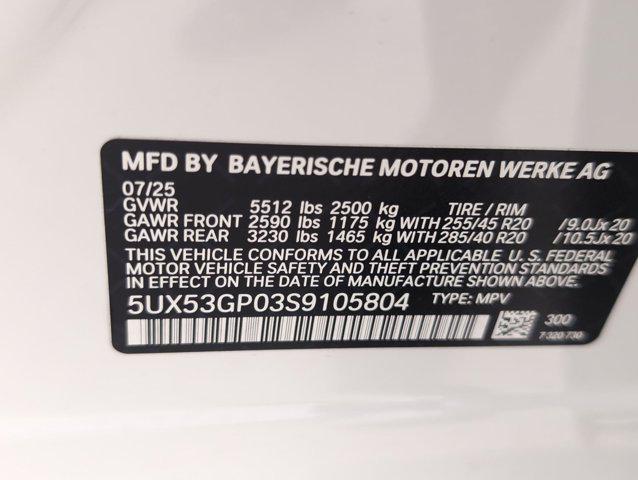 MFD BY BAYERISCHE MOTOREN WERKE AG
07/25
GVWR 5512 lbs 2500 kg TIRE / RIM
GAWR FRONT 2590 lbs 1175 kg WITH 255/45 R20 /9.0Jx 20
GAWR REAR 3230 lbs 1465 kg WITH 285/40 R20 /10.5Jx 20
THIS VEHICLE CONFORMS TO ALL APPLICABLE U. S. FEDERAL
MOTOR VEHICLE SAFETY AND THEFT PREVENTION STANDARDS
IN EFFECT ON THE DATE OF MANUFACTURE SHOWN ABOVE.
5UX53GP03S9105804 TYPE: MPV
300
7-320-730